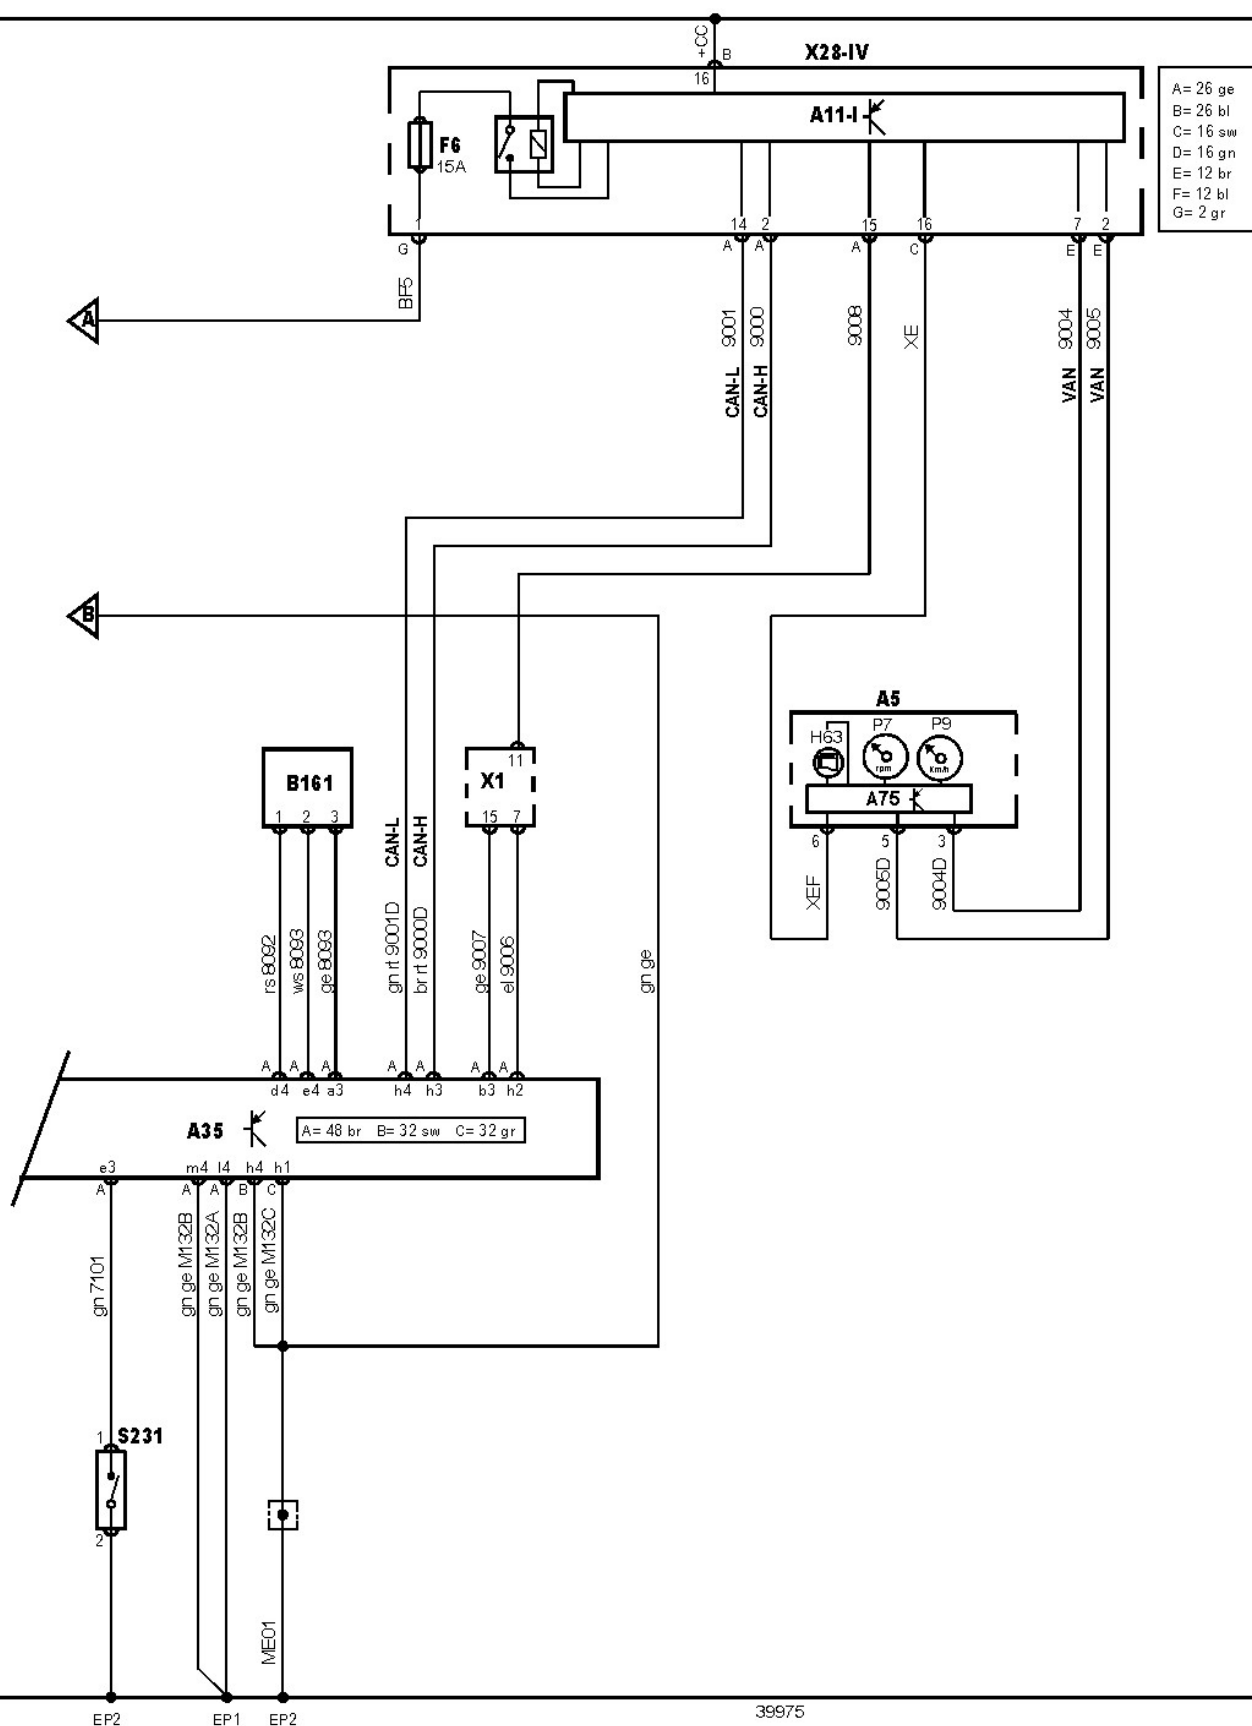 +CC
B
X28-IV
16
A= 26 ge
B= 26 bl
C= 16 sw
D= 16 gn
E= 12 br
F= 12 bl
G= 2 gr
A11-I
F6
15A
1
14
2
15
16
7
2
G
A
A
A
C
E
E
BF5
9001
9000
9008
XE
9004
9005
CAN-L
CAN-H
VAN
VAN
A
B
A5
H63
P7
P9
rpm
Km/h
A75
6
5
3
XEF
9005D
9004D
B161
1
2
3
X1
11
15
7
CAN-L
CAN-H
rs 8092
ws 8093
ge 8093
gn rt 9001D
br rt 9000D
ge 9007
el 9006
gn ge
A
A
A
A
A
A
A
d4
e4
a3
h4
h3
b3
h2
A35
A= 48 br B= 32 sw C= 32 gr
e3
m4
l4
h4
h1
A
A
A
B
C
gn 7101
gn ge M132B
gn ge M132A
gn ge M132B
gn ge M132C
1
S231
2
ME01
EP2
EP1
EP2
39975